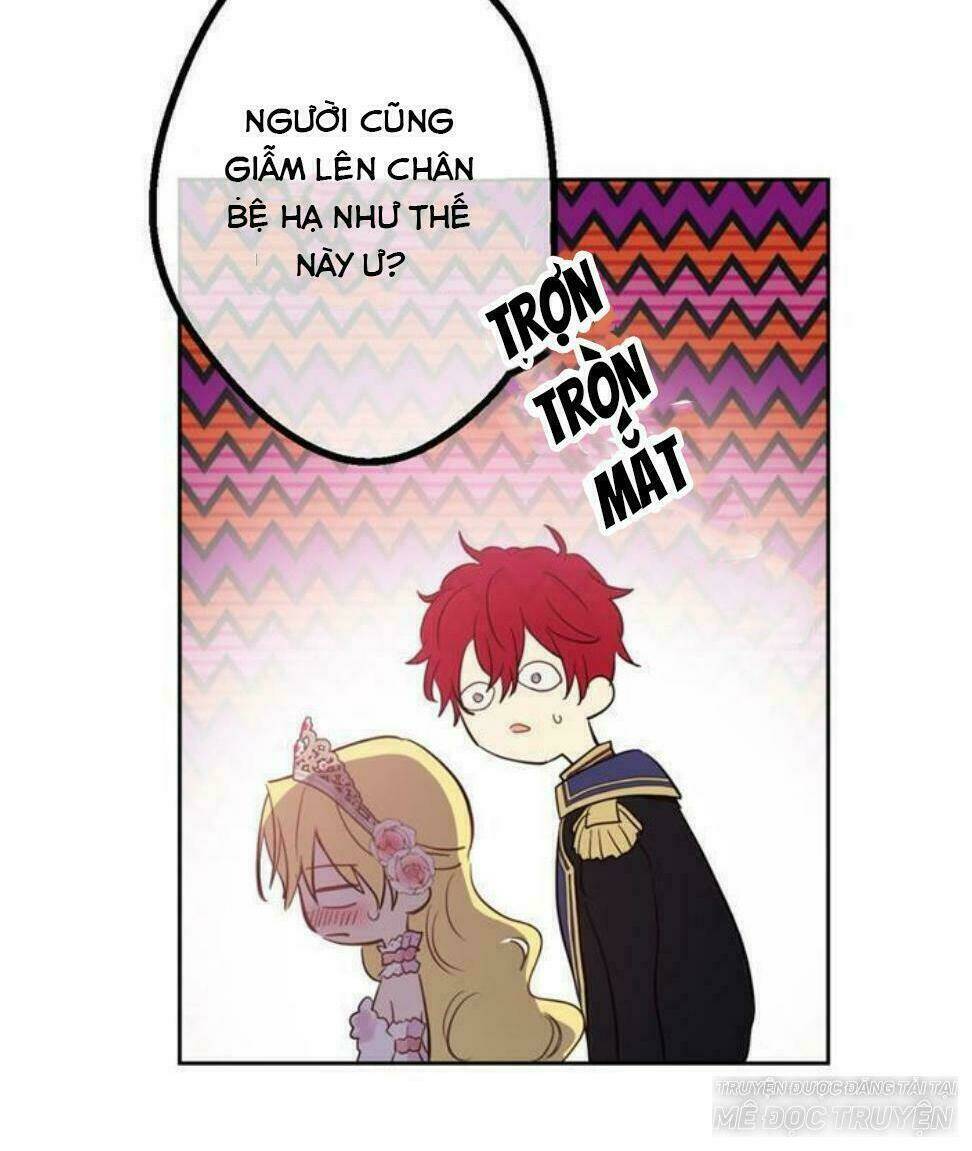 NGƯỜI CŨNG
GIẪM LÊN CHÂN
BỆ HẠ NHƯ THẾ
NÀY Ư?
TRỢN
TRÒN
MẮT
TRUYỆN ĐƯỢC ĐĂNG TẢI TẠI
MÊ ĐỌC TRUYỆN